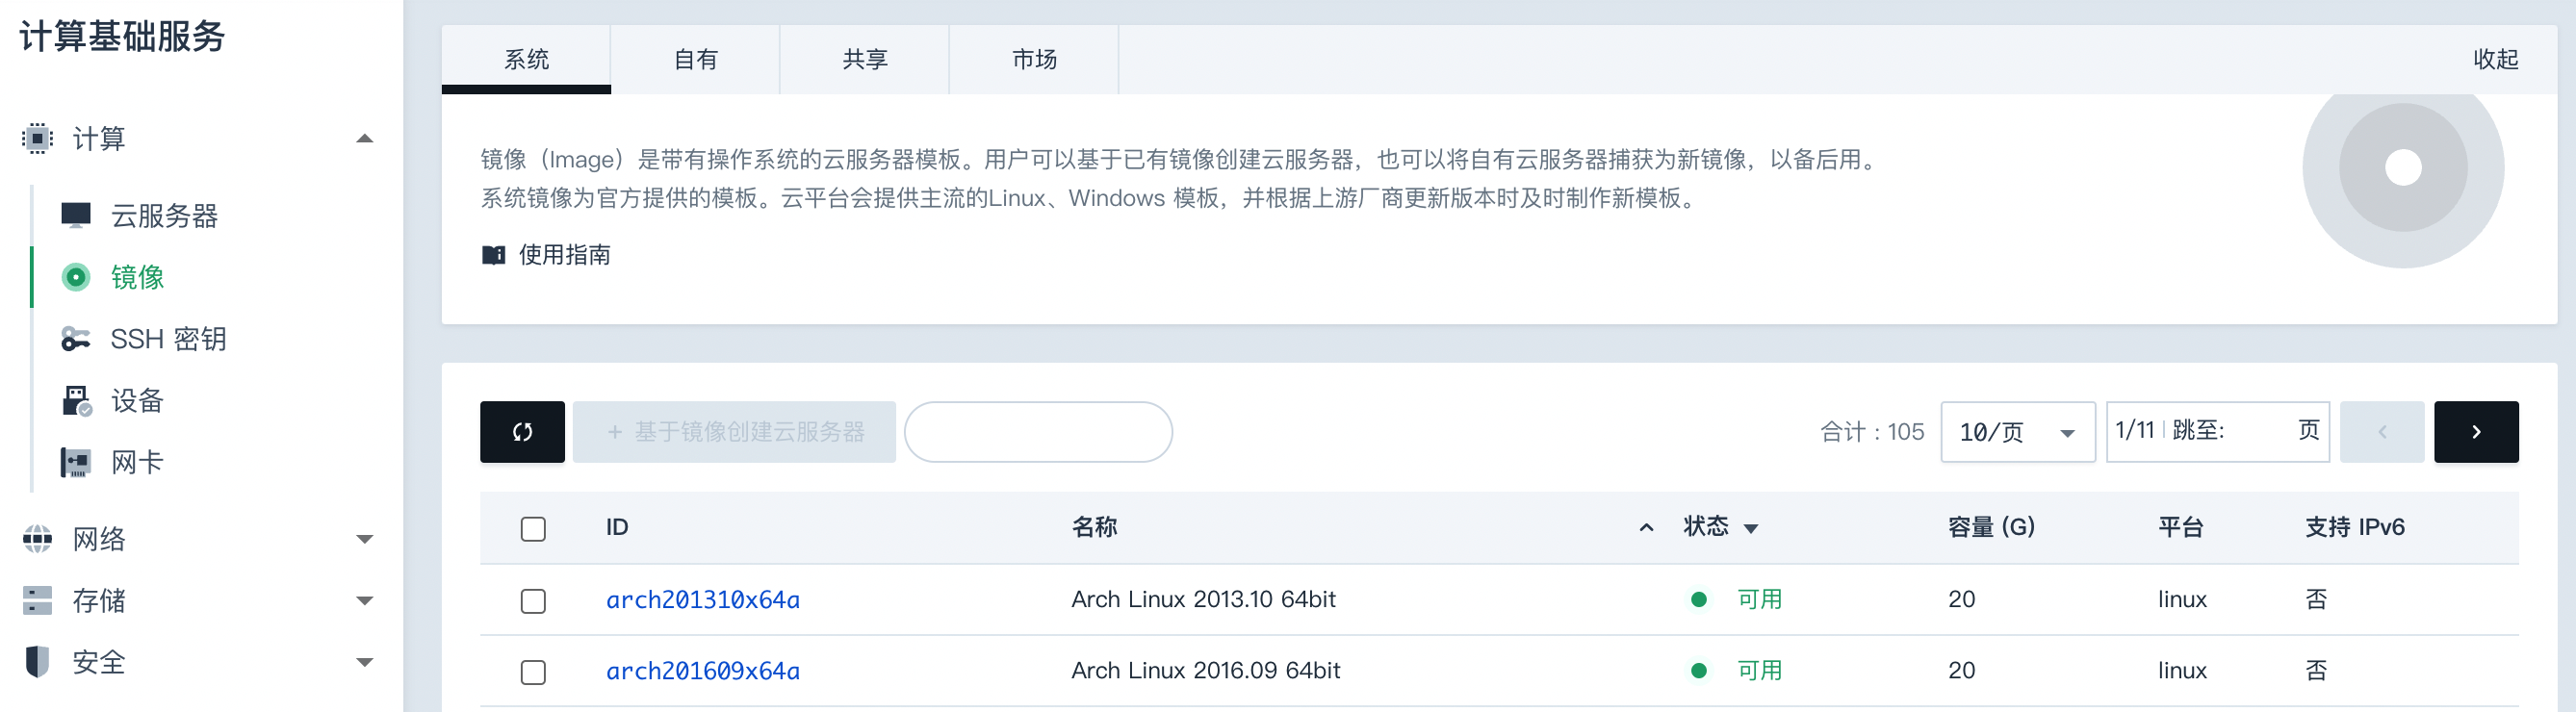 计算基础服务
计算
云服务器
镜像
SSH 密钥
设备
网卡
网络
存储
安全
系统 自有 共享 市场 收起
镜像（Image）是带有操作系统的云服务器模板。用户可以基于已有镜像创建云服务器，也可以将自有云服务器捕获为新镜像，以备后用。
系统镜像为官方提供的模板。云平台会提供主流的Linux、Windows 模板，并根据上游厂商更新版本时及时制作新模板。
使用指南
+ 基于镜像创建云服务器 合计 : 105 10/页 1/11 跳至: 页
ID 名称 状态 容量 (G) 平台 支持 IPv6
arch201310x64a Arch Linux 2013.10 64bit 可用 20 linux 否
arch201609x64a Arch Linux 2016.09 64bit 可用 20 linux 否